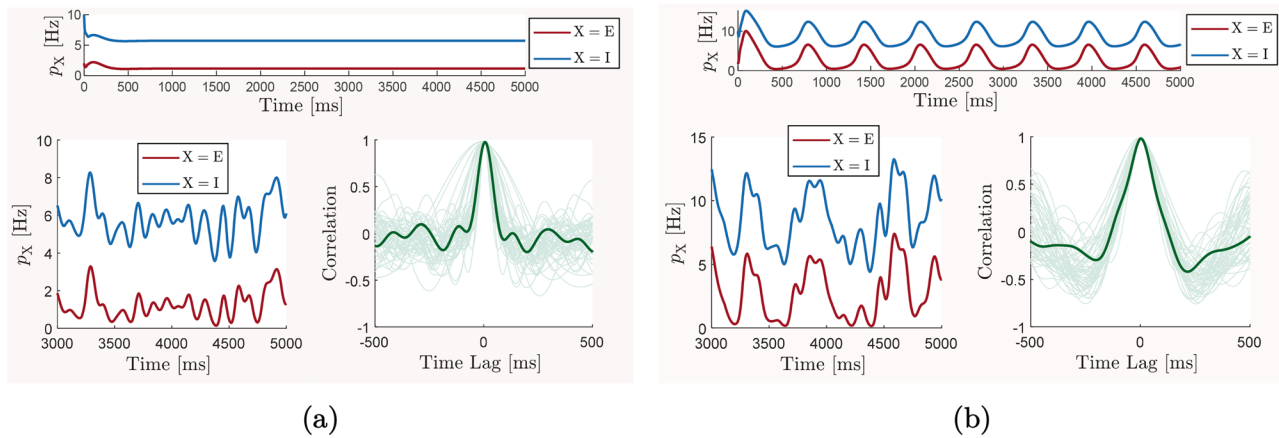 10
5
0
pX [Hz]
0 500 1000 1500 2000 2500 3000 3500 4000 4500 5000
Time [ms]
X = E
X = I
10
8
6
4
2
0
pX [Hz]
3000 3500 4000 4500 5000
Time [ms]
X = E
X = I
1
0.5
0
-0.5
-1
Correlation
-500 0 500
Time Lag [ms]
(a)
10
0
pX [Hz]
0 500 1000 1500 2000 2500 3000 3500 4000 4500 5000
Time [ms]
X = E
X = I
15
10
5
0
pX [Hz]
3000 3500 4000 4500 5000
Time [ms]
X = E
X = I
1
0.5
0
-0.5
-1
Correlation
-500 0 500
Time Lag [ms]
(b)